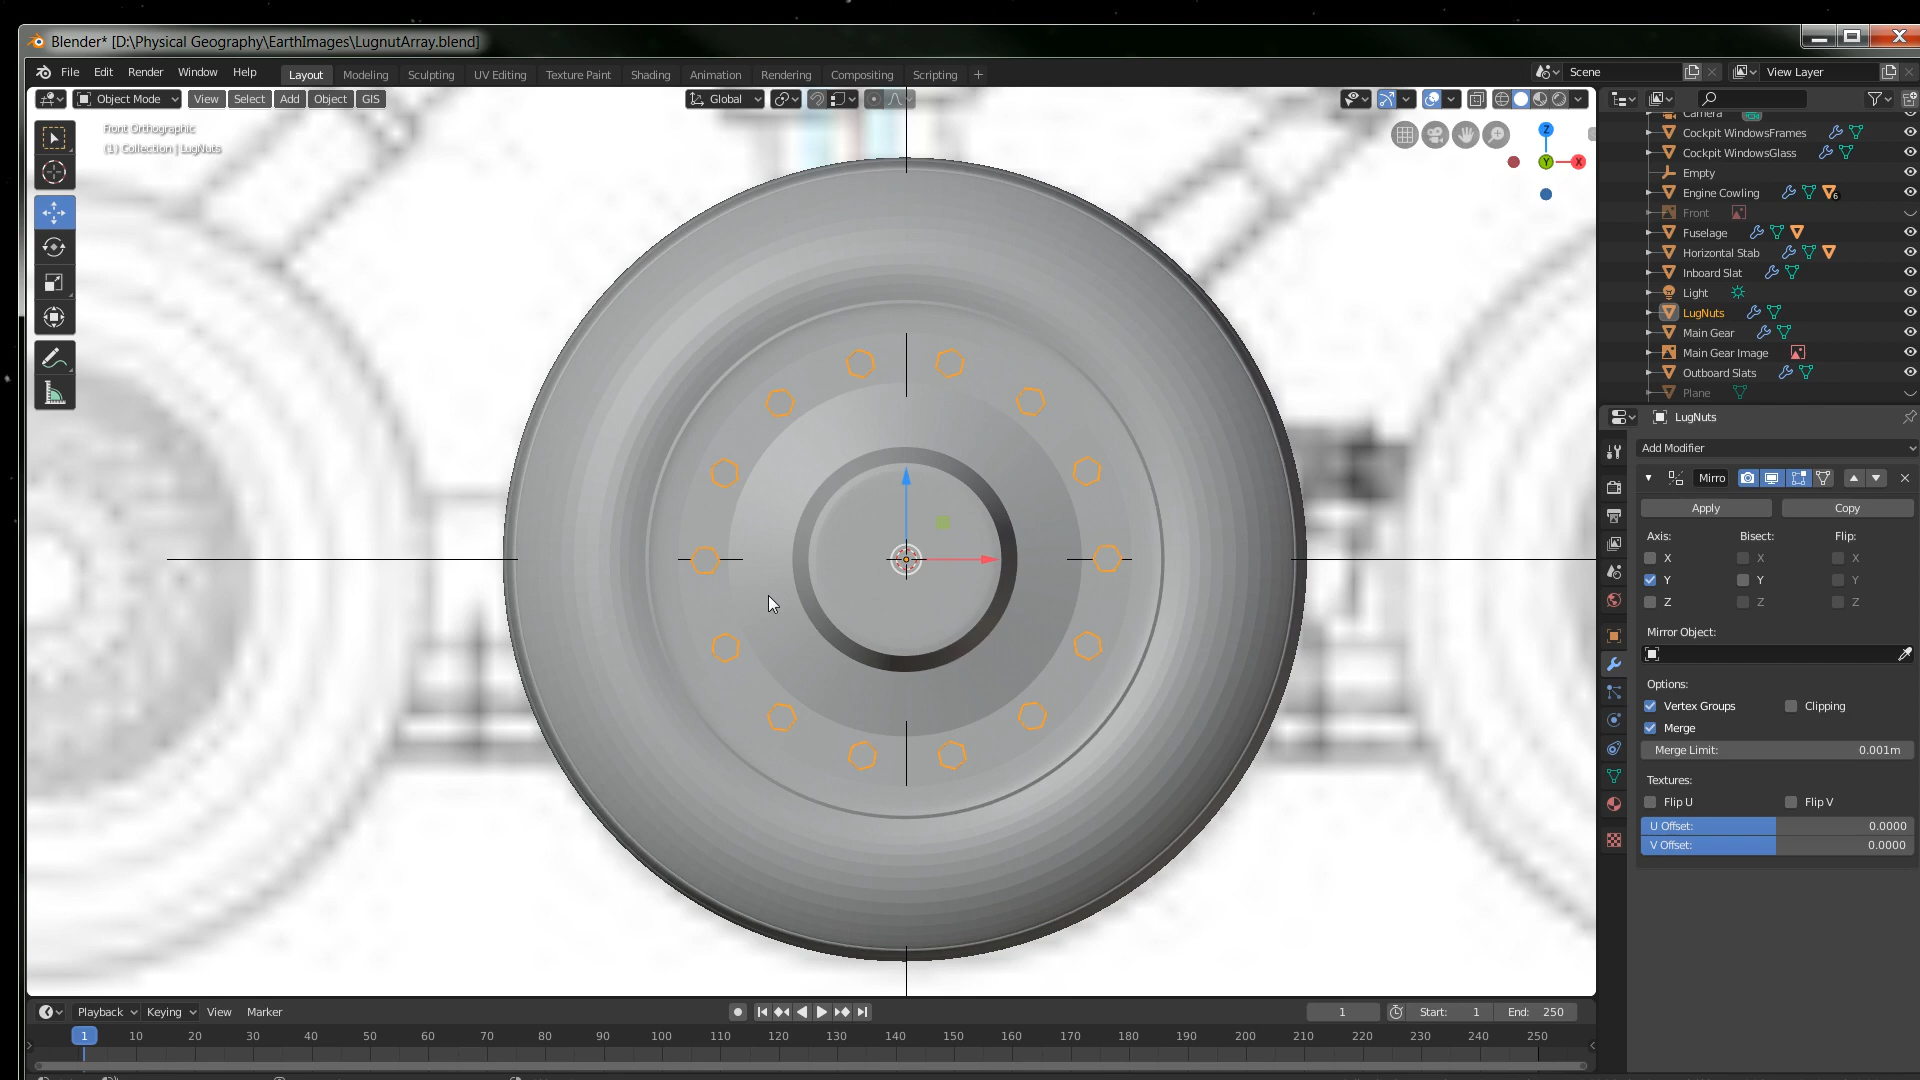 Blender* [D:\Physical Geography\EarthImages\LugnutArray.blend]
File Edit Render Window Help Layout Modeling Sculpting UV Editing Texture Paint Shading Animation Rendering Compositing Scripting + Scene View Layer
Object Mode View Select Add Object GIS Global
Front Orthographic
(1) Collection | LugNuts
Z
Y
X
Camera
Cockpit WindowsFrames
Cockpit WindowsGlass
Empty
Engine Cowling 6
Front
Fuselage
Horizontal Stab
Inboard Slat
Light
LugNuts
Main Gear
Main Gear Image
Outboard Slats
Plane
LugNuts
Add Modifier
Mirro
Apply Copy
Axis: Bisect: Flip:
X X X
Y Y Y
Z Z Z
Mirror Object:
Options:
Vertex Groups Clipping
Merge
Merge Limit: 0.001m
Textures:
Flip U Flip V
U Offset: 0.0000
V Offset: 0.0000
Playback Keying View Marker 1 Start: 1 End: 250
1 10 20 30 40 50 60 70 80 90 100 110 120 130 140 150 160 170 180 190 200 210 220 230 240 250